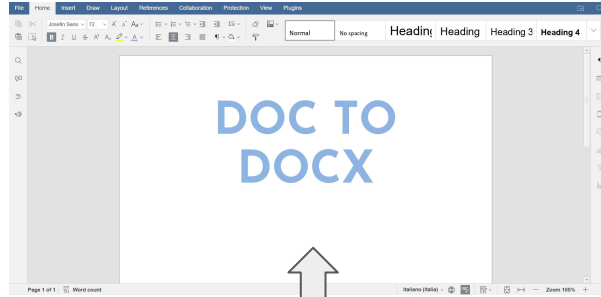 File Home Insert Draw Layout References Collaboration Protection View Plugins
Josefin Sans 72
Normal No spacing Heading Heading Heading 3 Heading 4
DOC TO
DOCX
Page 1 of 1 Word count Italiano (Italia) Zoom 100%